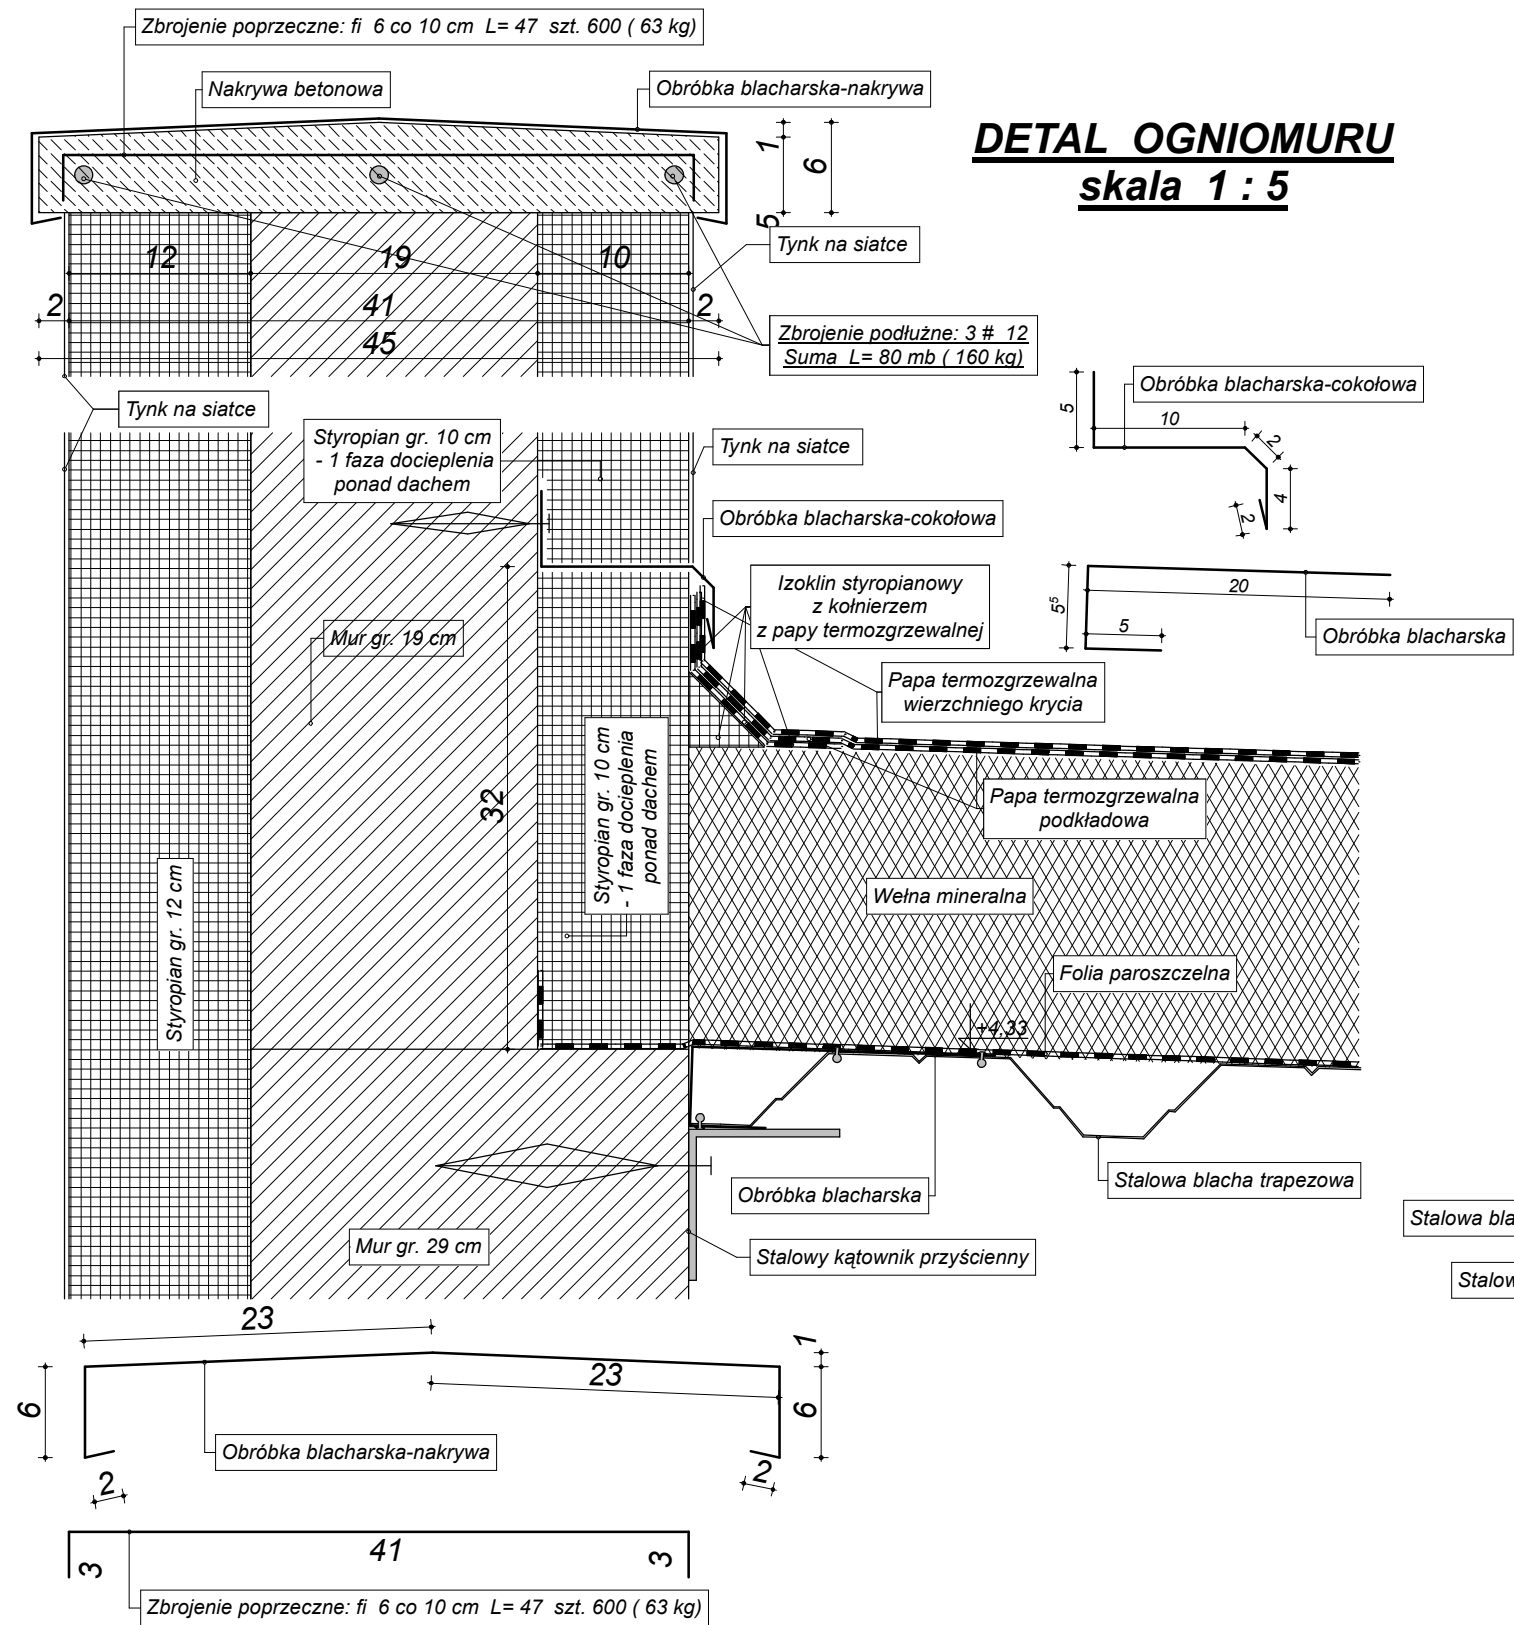 Zbrojenie poprzeczne: fi 6 co 10 cm L= 47 szt. 600 ( 63 kg)
Nakrywa betonowa
Obróbka blacharska-nakrywa
DETAL OGNIOMURU
skala 1 : 5
1
6
5
Tynk na siatce
12
19
10
2
41
2
45
Zbrojenie podłużne: 3 # 12
Suma L= 80 mb ( 160 kg)
Tynk na siatce
Styropian gr. 10 cm
- 1 faza docieplenia
ponad dachem
Tynk na siatce
Obróbka blacharska-cokołowa
5
10
2
4
2
Obróbka blacharska-cokołowa
Izoklin styropianowy
z kołnierzem
z papy termozgrzewalnej
20
5⁵
5
Obróbka blacharska
Mur gr. 19 cm
Papa termozgrzewalna
wierzchniego krycia
32
Styropian gr. 10 cm
- 1 faza docieplenia
ponad dachem
Papa termozgrzewalna
podkładowa
Styropian gr. 12 cm
Wełna mineralna
Folia paroszczelna
+4.33
Obróbka blacharska
Stalowa blacha trapezowa
Stalowa bla
Mur gr. 29 cm
Stalowy kątownik przyścienny
Stalow
23
1
23
6
6
Obróbka blacharska-nakrywa
2
2
41
3
3
Zbrojenie poprzeczne: fi 6 co 10 cm L= 47 szt. 600 ( 63 kg)